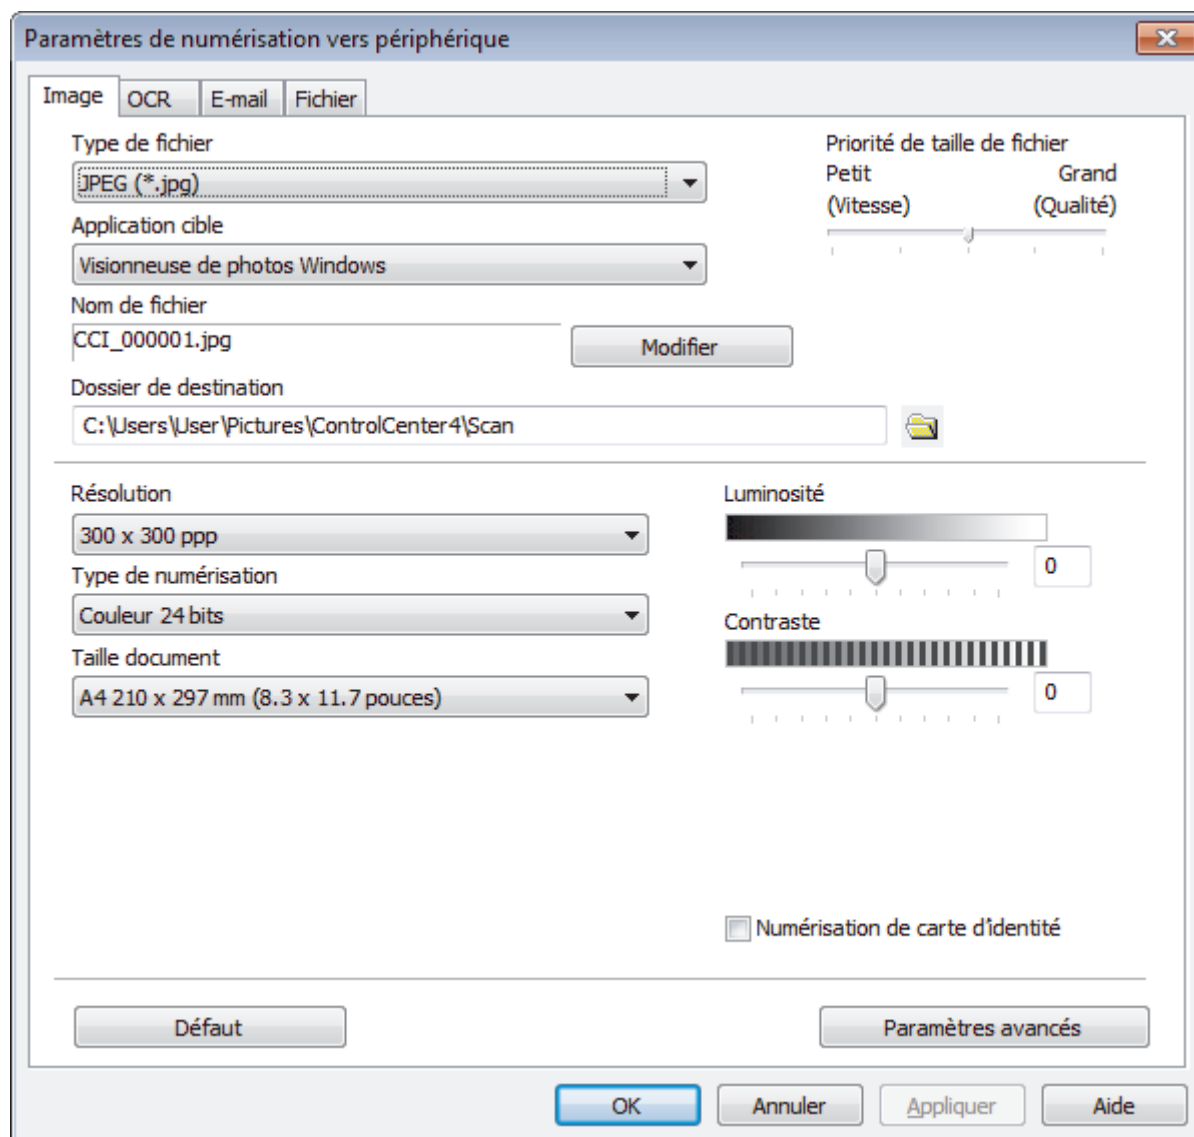 Paramètres de numérisation vers périphérique
Image OCR E-mail Fichier
Type de fichier
JPEG (*.jpg)
Application cible
Visionneuse de photos Windows
Nom de fichier
CCI_000001.jpg
Modifier
Dossier de destination
C:\Users\User\Pictures\ControlCenter4\Scan
Priorité de taille de fichier
Petit Grand
(Vitesse) (Qualité)
Résolution
300 x 300 ppp
Type de numérisation
Couleur 24 bits
Taille document
A4 210 x 297 mm (8.3 x 11.7 pouces)
Luminosité
0
Contraste
0
Numérisation de carte d'identité
Défaut
Paramètres avancés
OK Annuler Appliquer Aide